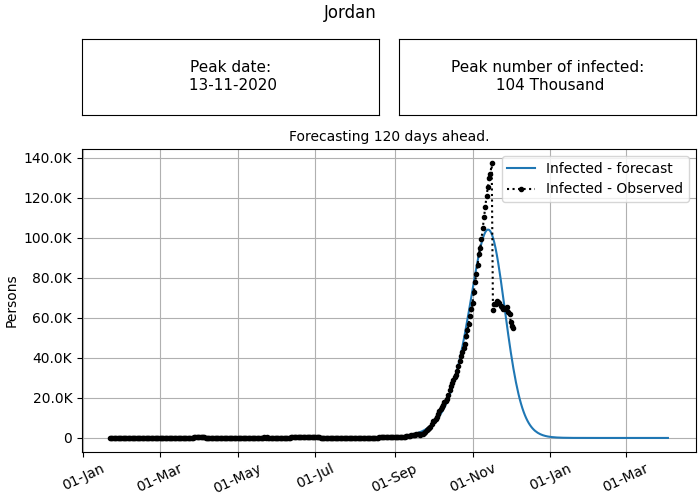 Jordan
Peak date:
13-11-2020
Peak number of infected:
104 Thousand
Forecasting 120 days ahead.
140.0K
120.0K
100.0K
80.0K
60.0K
40.0K
20.0K
0
Persons
Infected - forecast
Infected - Observed
01-Jan
01-Mar
01-May
01-Jul
01-Sep
01-Nov
01-Jan
01-Mar